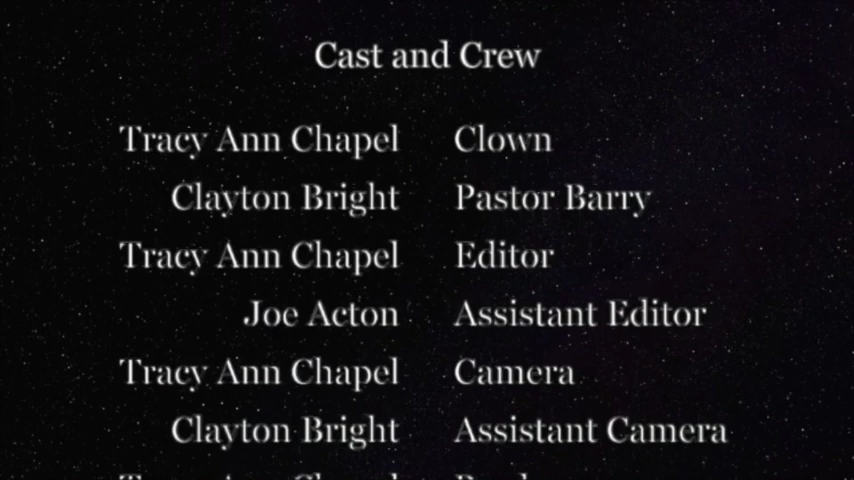 Cast and Crew
Tracy Ann Chapel Clown
Clayton Bright Pastor Barry
Tracy Ann Chapel Editor
Joe Acton Assistant Editor
Tracy Ann Chapel Camera
Clayton Bright Assistant Camera